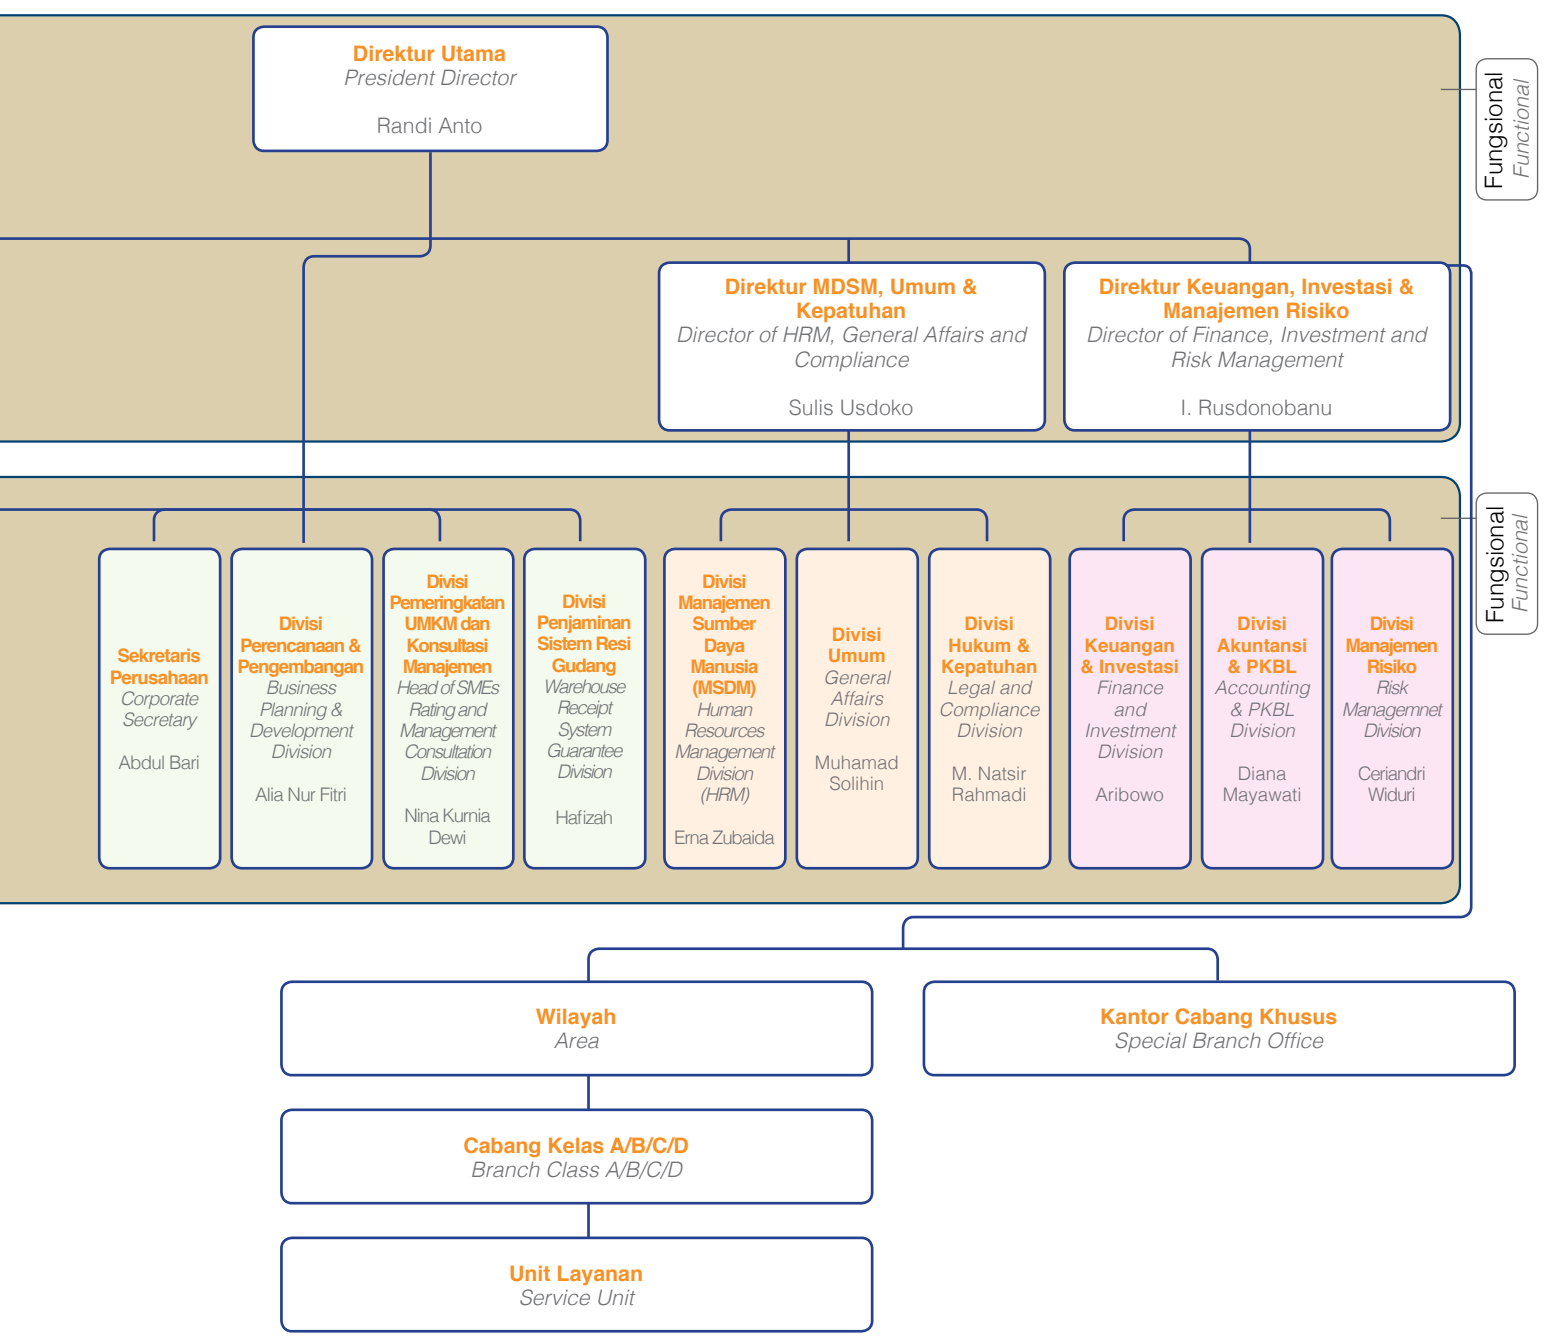 Direktur Utama
President Director
Randi Anto
Fungsional
Functional
Direktur MDSM, Umum &
Kepatuhan
Director of HRM, General Affairs and
Compliance
Sulis Usdoko
Direktur Keuangan, Investasi &
Manajemen Risiko
Director of Finance, Investment and
Risk Management
I. Rusdonobanu
Fungsional
Functional
Sekretaris
Perusahaan
Corporate
Secretary
Abdul Bari
Divisi
Perencanaan &
Pengembangan
Business
Planning &
Development
Division
Alia Nur Fitri
Divisi
Pemeringkatan
UMKM dan
Konsultasi
Manajemen
Head of SMEs
Rating and
Management
Consultation
Division
Nina Kurnia
Dewi
Divisi
Penjaminan
Sistem Resi
Gudang
Warehouse
Receipt
System
Guarantee
Division
Hafizah
Divisi
Manajemen
Sumber
Daya
Manusia
(MSDM)
Human
Resources
Management
Division
(HRM)
Erna Zubaida
Divisi
Umum
General
Affairs
Division
Muhamad
Solihin
Divisi
Hukum &
Kepatuhan
Legal and
Compliance
Division
M. Natsir
Rahmadi
Divisi
Keuangan
& Investasi
Finance
and
Investment
Division
Aribowo
Divisi
Akuntansi
& PKBL
Accounting
& PKBL
Division
Diana
Mayawati
Divisi
Manajemen
Risiko
Risk
Managemnet
Division
Ceriandri
Widuri
Wilayah
Area
Kantor Cabang Khusus
Special Branch Office
Cabang Kelas A/B/C/D
Branch Class A/B/C/D
Unit Layanan
Service Unit